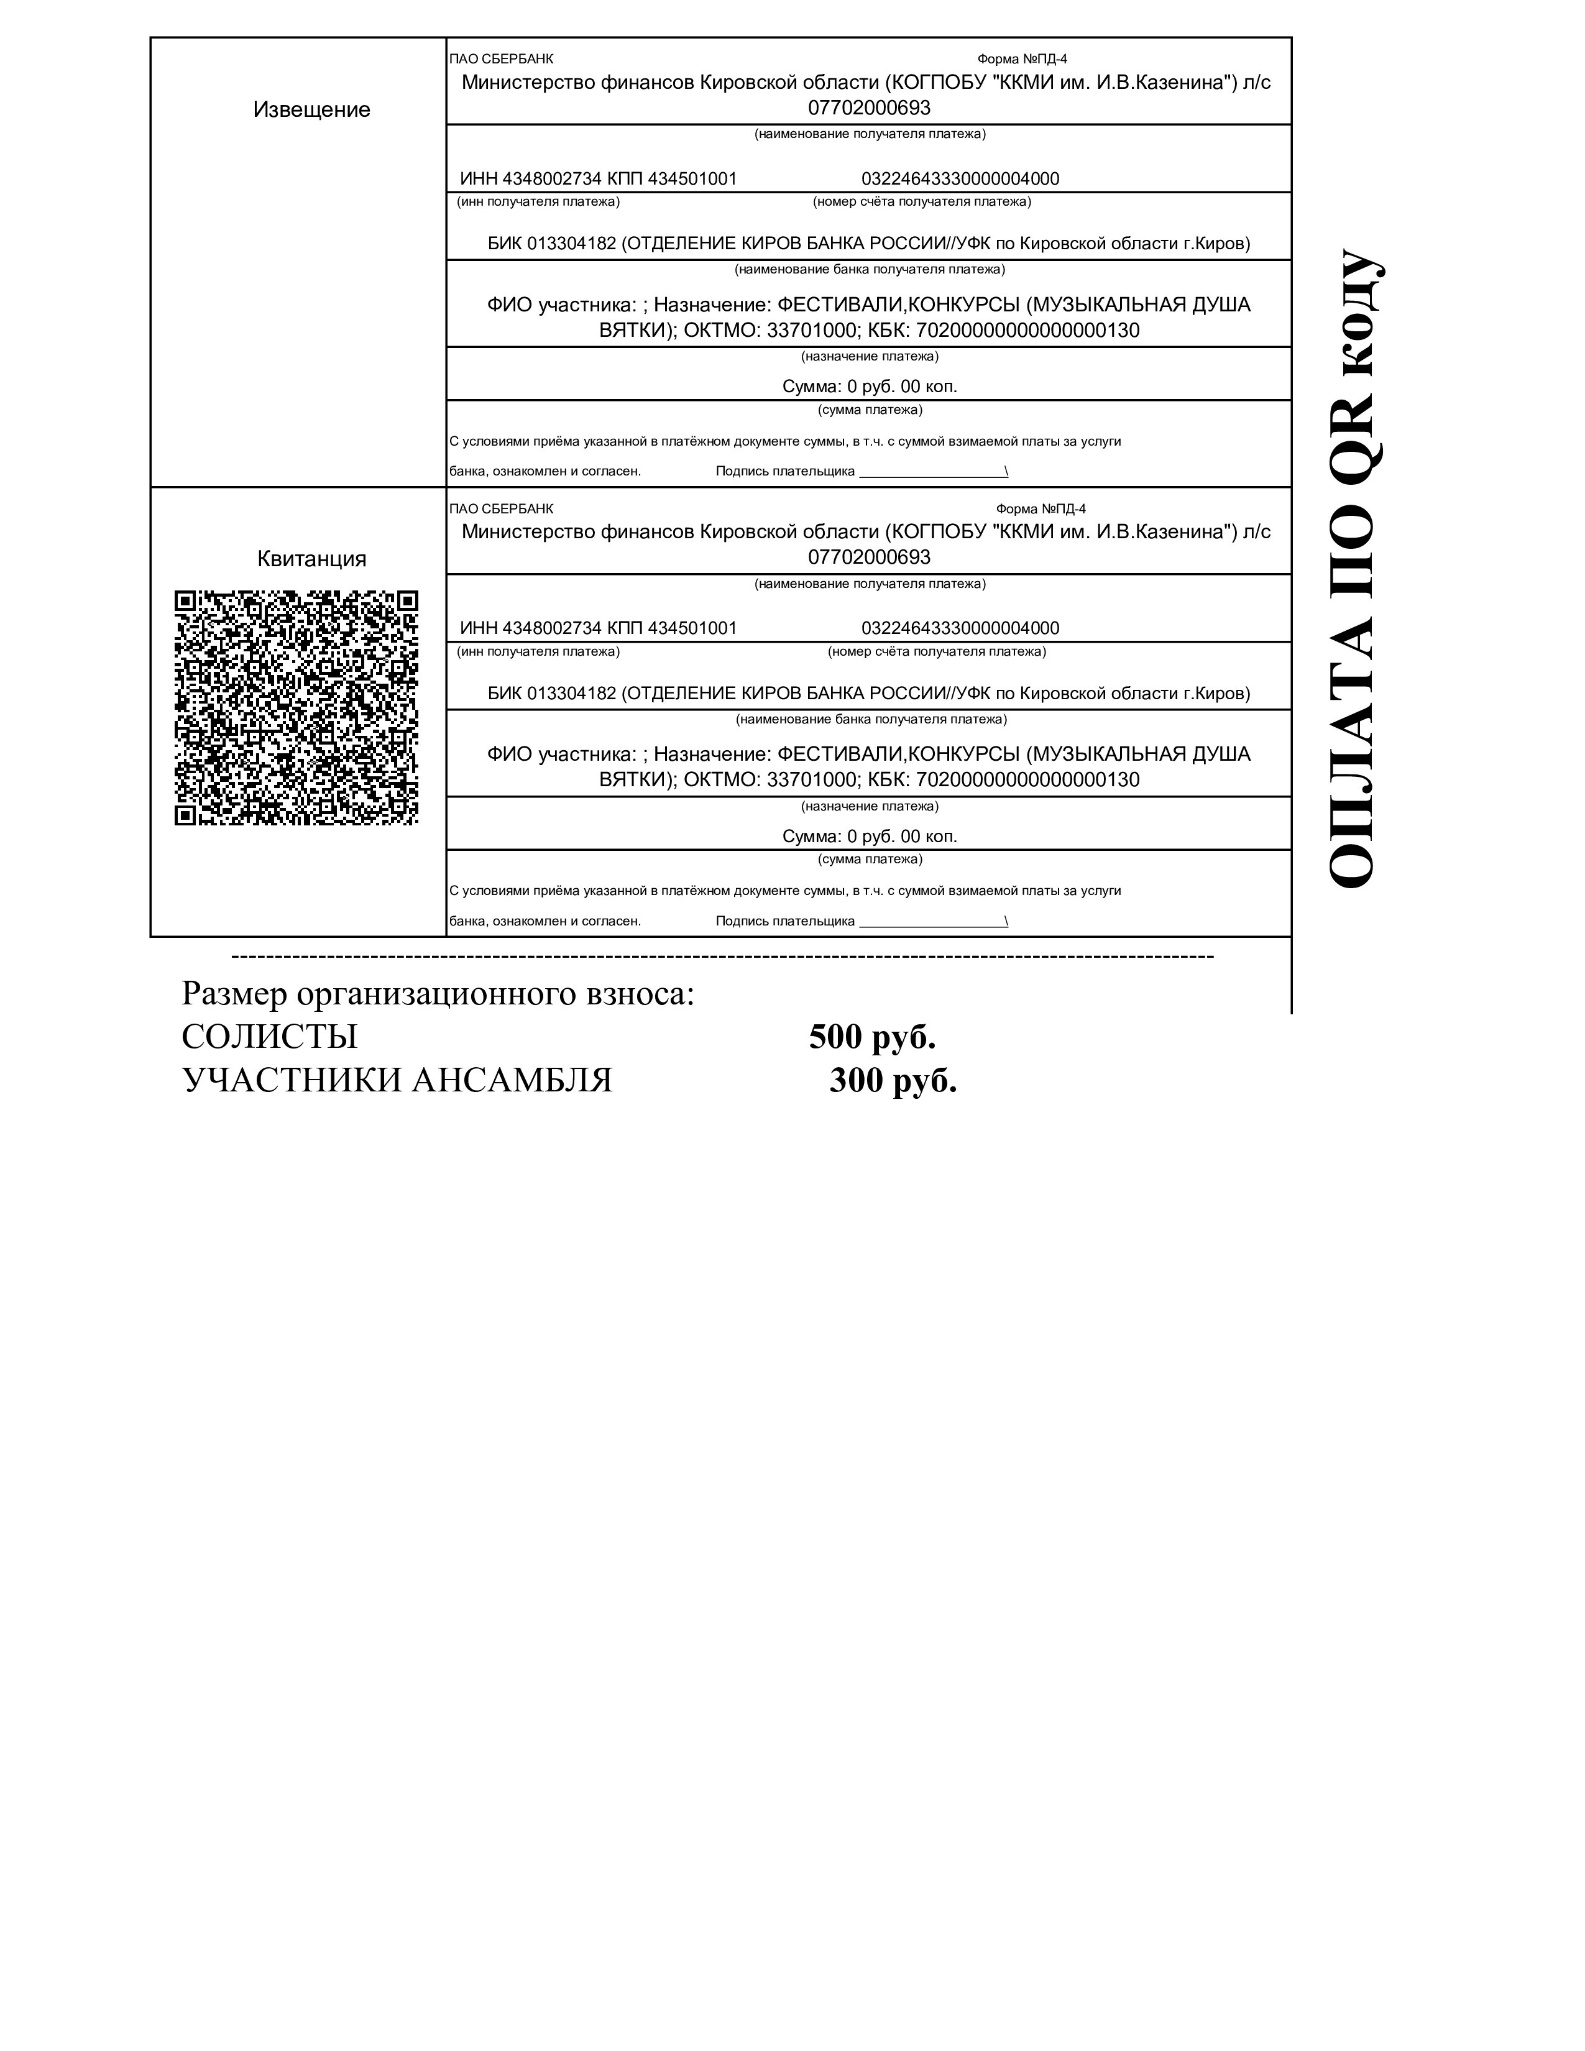 ПАО СБЕРБАНК Форма №ПД-4
Извещение
Министерство финансов Кировской области (КОГПОБУ "ККМИ им. И.В.Казенина") л/с
07702000693
(наименование получателя платежа)
ИНН 4348002734 КПП 434501001 03224643330000004000
(инн получателя платежа) (номер счёта получателя платежа)
БИК 013304182 (ОТДЕЛЕНИЕ КИРОВ БАНКА РОССИИ//УФК по Кировской области г.Киров)
(наименование банка получателя платежа)
ФИО участника: ; Назначение: ФЕСТИВАЛИ,КОНКУРСЫ (МУЗЫКАЛЬНАЯ ДУША
ВЯТКИ); ОКТМО: 33701000; КБК: 70200000000000000130
(назначение платежа)
Сумма: 0 руб. 00 коп.
(сумма платежа)
С условиями приёма указанной в платёжном документе суммы, в т.ч. с суммой взимаемой платы за услуги
банка, ознакомлен и согласен. Подпись плательщика ____________________\
ПАО СБЕРБАНК Форма №ПД-4
Квитанция
Министерство финансов Кировской области (КОГПОБУ "ККМИ им. И.В.Казенина") л/с
07702000693
(наименование получателя платежа)
ИНН 4348002734 КПП 434501001 03224643330000004000
(инн получателя платежа) (номер счёта получателя платежа)
БИК 013304182 (ОТДЕЛЕНИЕ КИРОВ БАНКА РОССИИ//УФК по Кировской области г.Киров)
(наименование банка получателя платежа)
ФИО участника: ; Назначение: ФЕСТИВАЛИ,КОНКУРСЫ (МУЗЫКАЛЬНАЯ ДУША
ВЯТКИ); ОКТМО: 33701000; КБК: 70200000000000000130
(назначение платежа)
Сумма: 0 руб. 00 коп.
(сумма платежа)
С условиями приёма указанной в платёжном документе суммы, в т.ч. с суммой взимаемой платы за услуги
банка, ознакомлен и согласен. Подпись плательщика ____________________\
ОПЛАТА ПО QR коду
Размер организационного взноса:
СОЛИСТЫ 500 руб.
УЧАСТНИКИ АНСАМБЛЯ 300 руб.